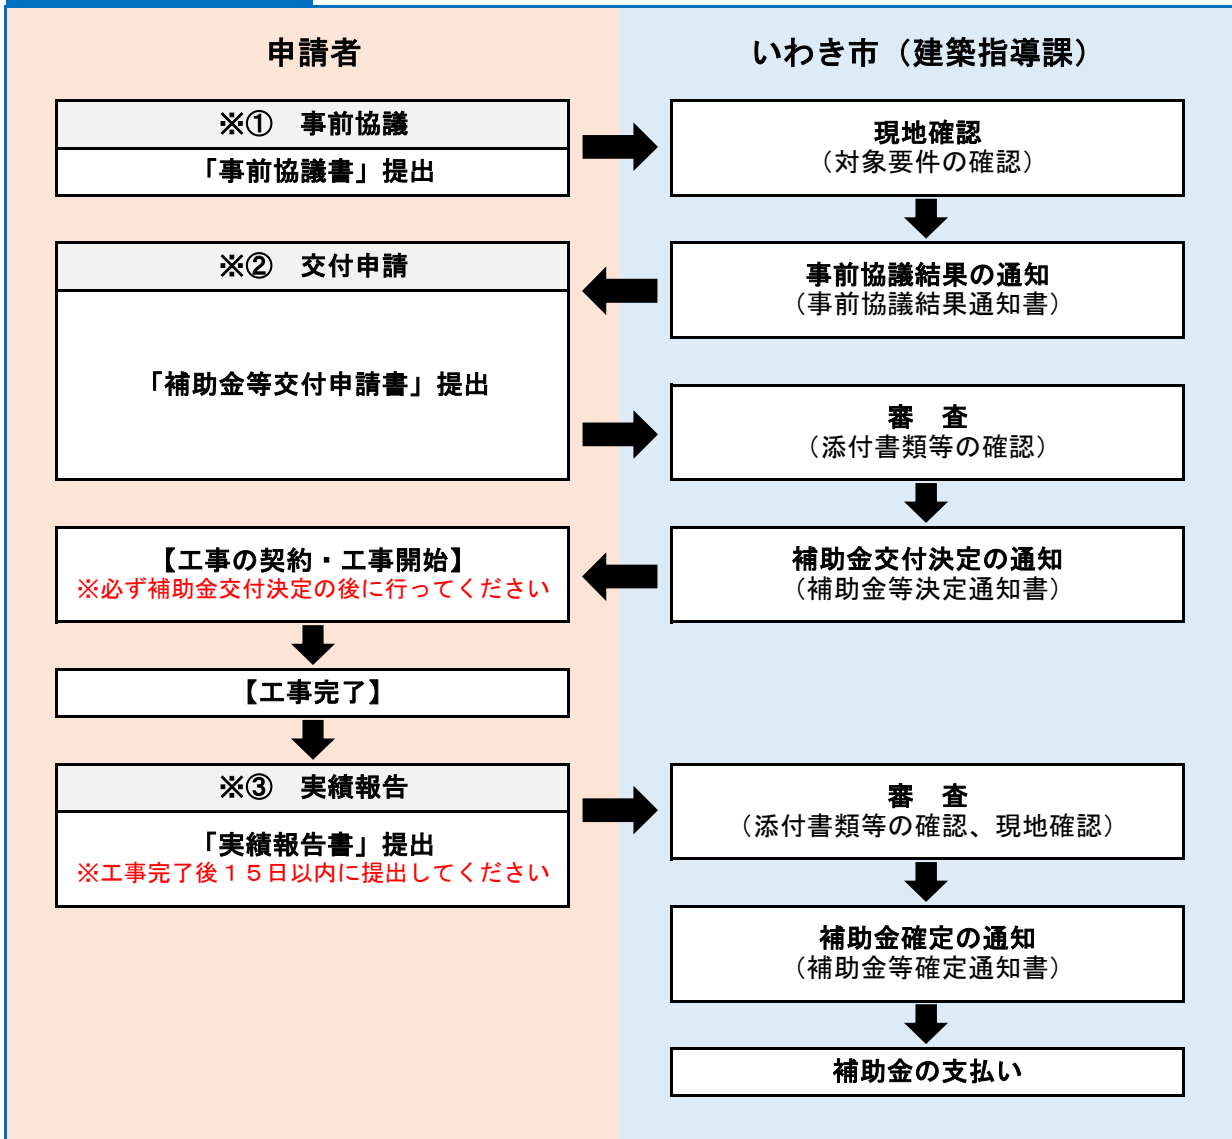 申請者
いわき市（建築指導課）
※①　事前協議
「事前協議書」提出
現地確認
（対象要件の確認）
事前協議結果の通知
（事前協議結果通知書）
※②　交付申請
「補助金等交付申請書」提出
審　査
（添付書類等の確認）
補助金交付決定の通知
（補助金等決定通知書）
【工事の契約・工事開始】
※必ず補助金交付決定の後に行ってください
【工事完了】
※③　実績報告
「実績報告書」提出
※工事完了後１５日以内に提出してください
審　査
（添付書類等の確認、現地確認）
補助金確定の通知
（補助金等確定通知書）
補助金の支払い